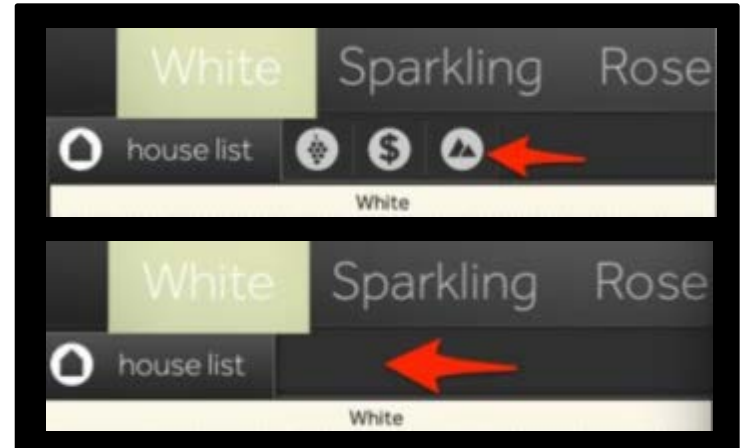 White Sparkling Rose
house list $
White
White Sparkling Rose
house list
White